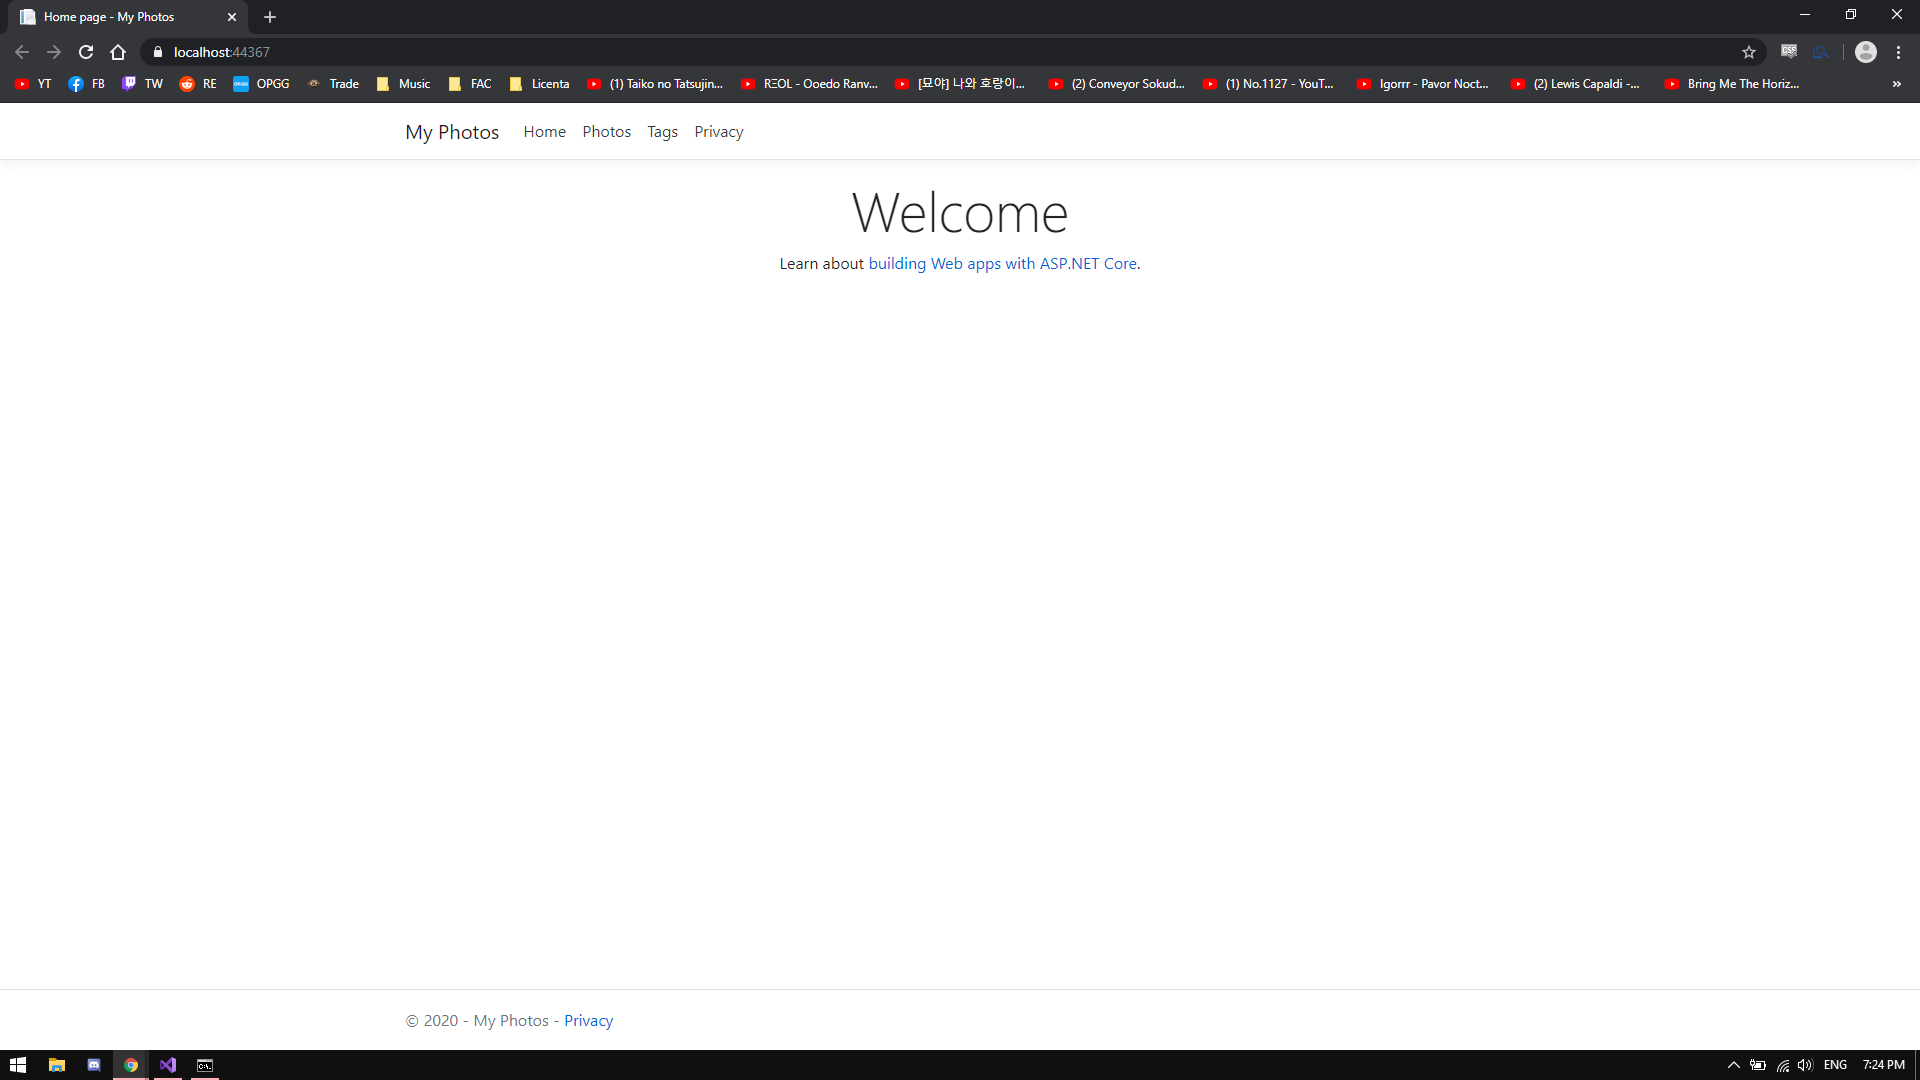 Home page - My Photos
localhost:44367
YT FB TW RE OPGG Trade Music FAC Licenta (1) Taiko no Tatsujin... RΞOL - Ooedo Ranv... [묘야] 나와 호랑이... (2) Conveyor Sokud... (1) No.1127 - YouT... Igorrr - Pavor Noct... (2) Lewis Capaldi -... Bring Me The Horiz... »
My Photos Home Photos Tags Privacy
Welcome
Learn about building Web apps with ASP.NET Core.
© 2020 - My Photos - Privacy
ENG 7:24 PM